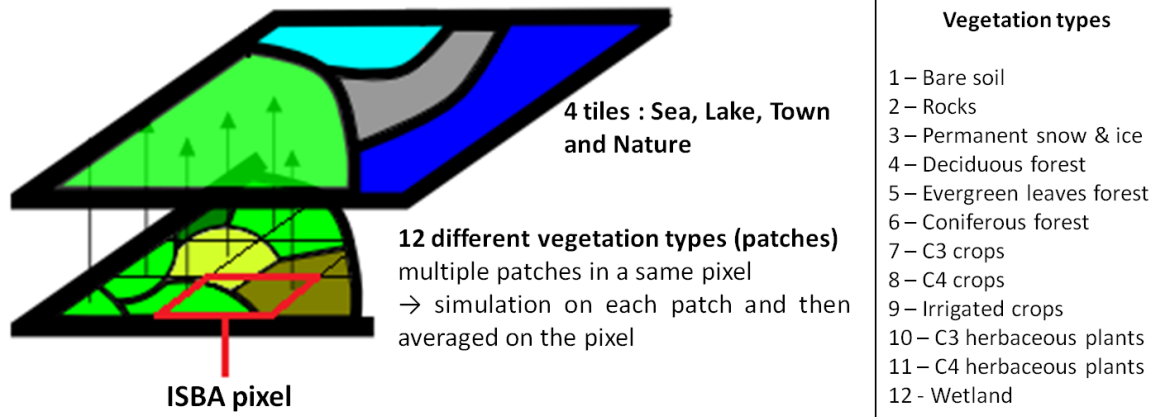 4 tiles : Sea, Lake, Town
and Nature
12 different vegetation types (patches)
multiple patches in a same pixel
→ simulation on each patch and then
averaged on the pixel
ISBA pixel
Vegetation types
1 – Bare soil
2 – Rocks
3 – Permanent snow & ice
4 – Deciduous forest
5 – Evergreen leaves forest
6 – Coniferous forest
7 – C3 crops
8 – C4 crops
9 – Irrigated crops
10 – C3 herbaceous plants
11 – C4 herbaceous plants
12 - Wetland